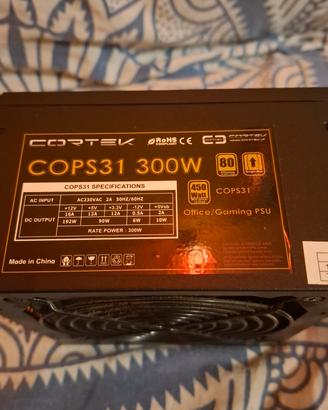 CORTEK
RoHS
CORTEK
COPS31 300W
80
COPS31 SPECIFICATIONS
AC INPUT AC230VAC 2A 50HZ/60HZ
DC OUTPUT +12V +5V +3.3V -12V +5Vsb
16A 12A 12A 0.5A 2A
192W 90W 6W 10W
RATE POWER 300W
450 Watt COPS31
Office/Gaming PSU
Made in China